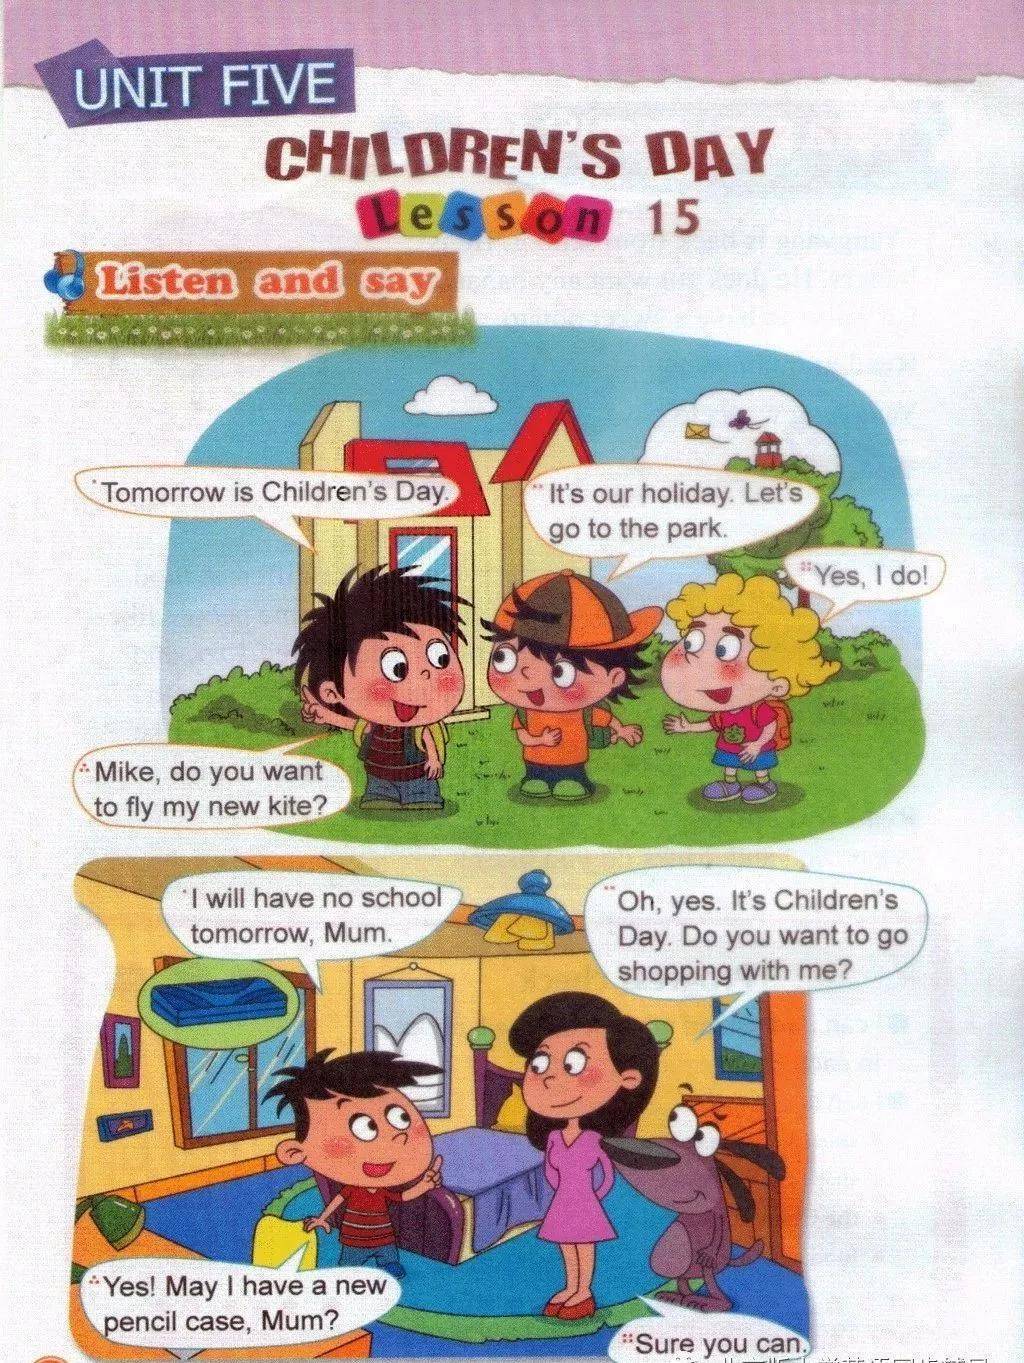 UNIT FIVE
CHILDREN'S DAY
Lesson 15
Listen and say
Tomorrow is Children's Day.
It's our holiday. Let's
go to the park.
Mike, do you want
to fly my new kite?
Yes, I do!
I will have no school
tomorrow, Mum.
Oh, yes. It's Children's
Day. Do you want to go
shopping with me?
Yes! May I have a new
pencil case, Mum?
Sure you can.